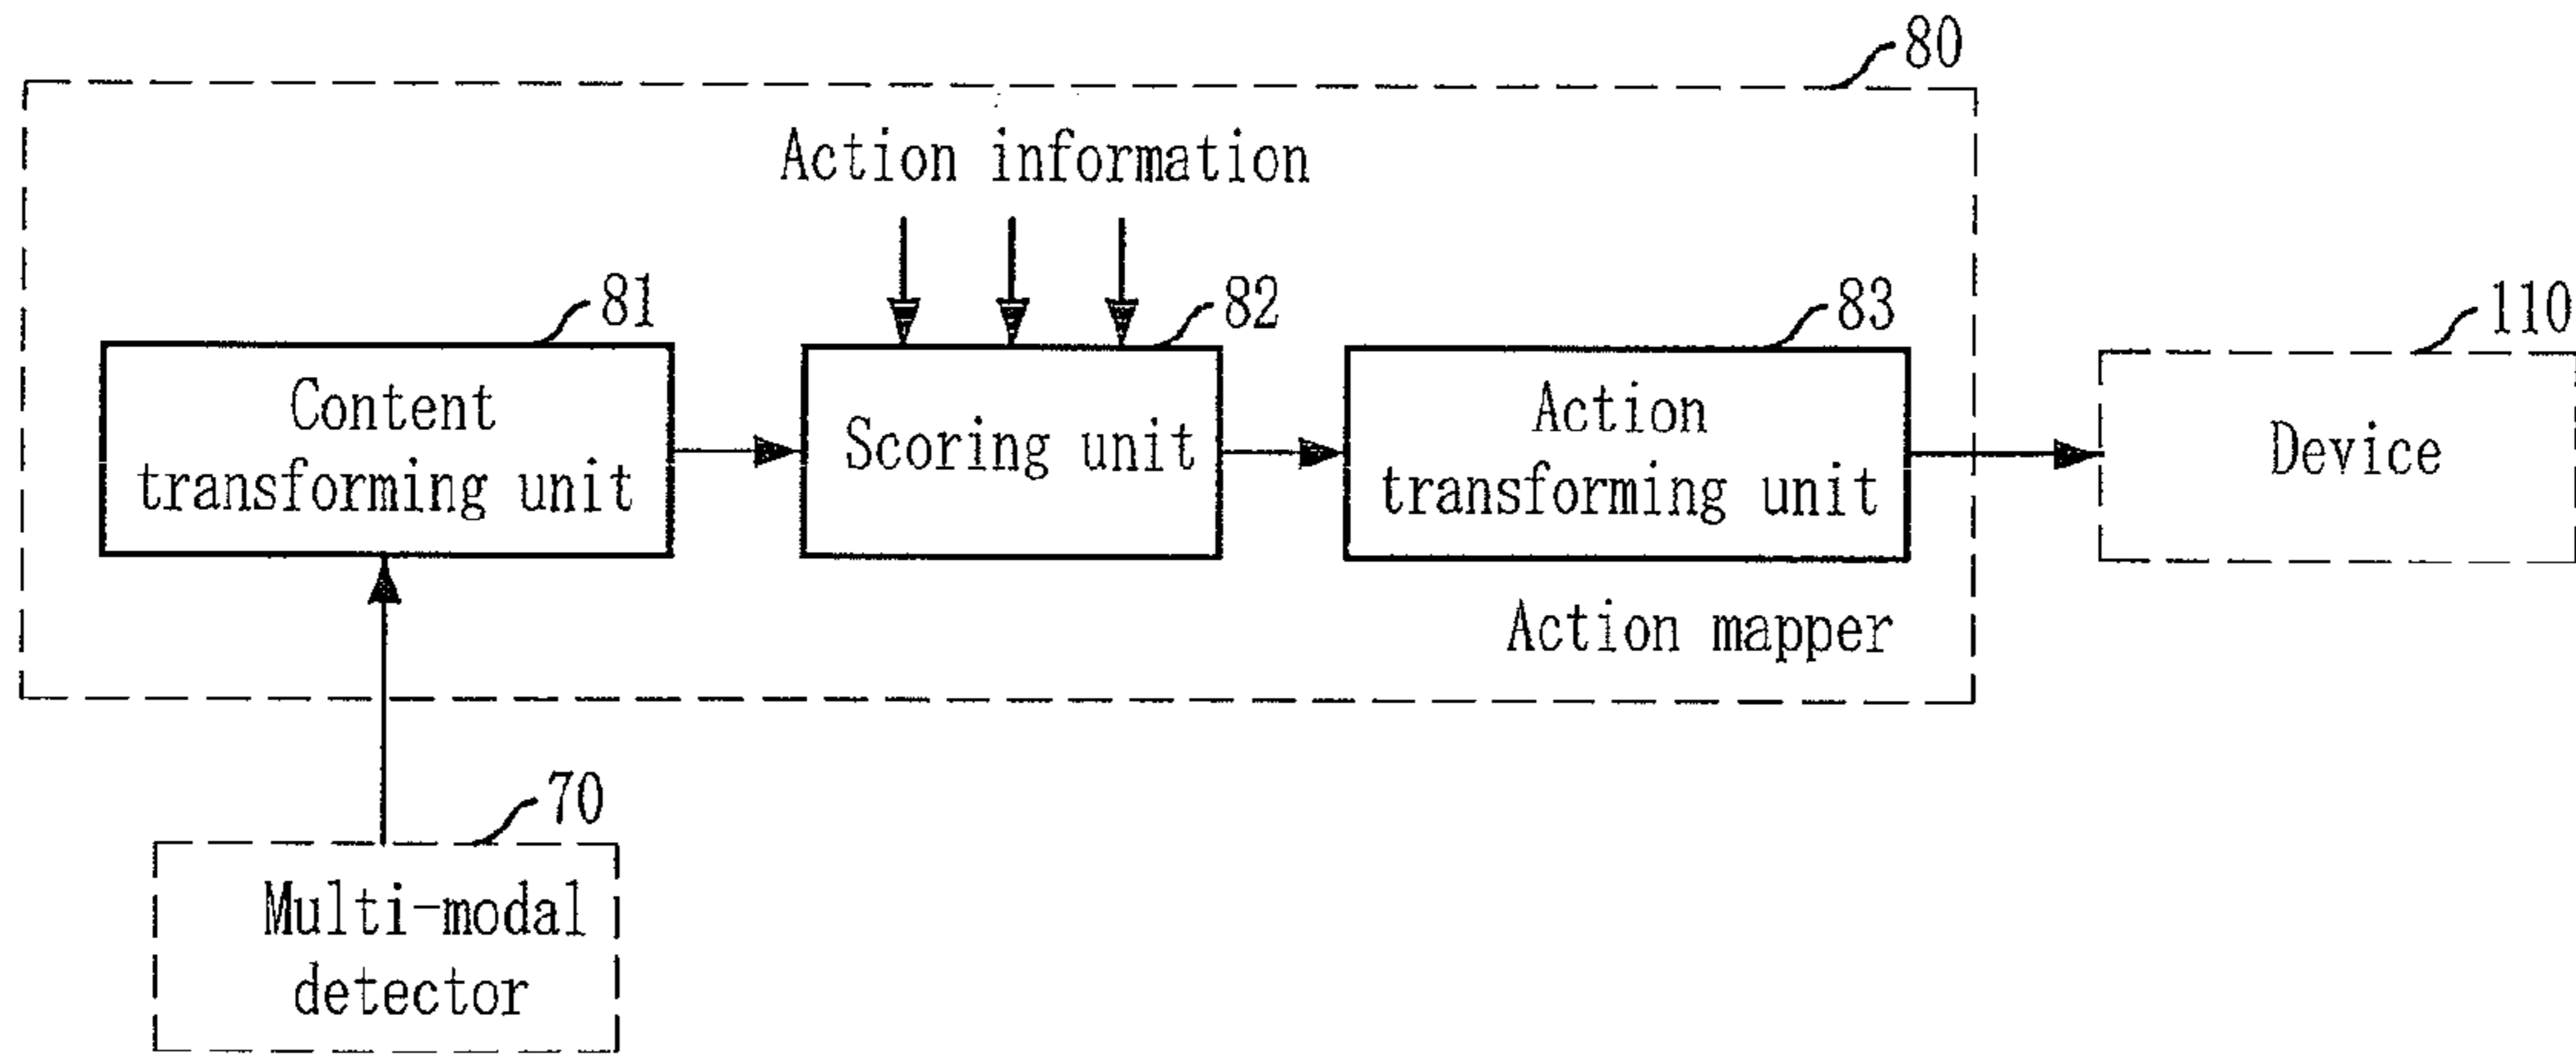 80
Action information
81
82
83
110
Content
transforming unit
Scoring unit
Action
transforming unit
Device
Action mapper
70
Multi-modal
detector